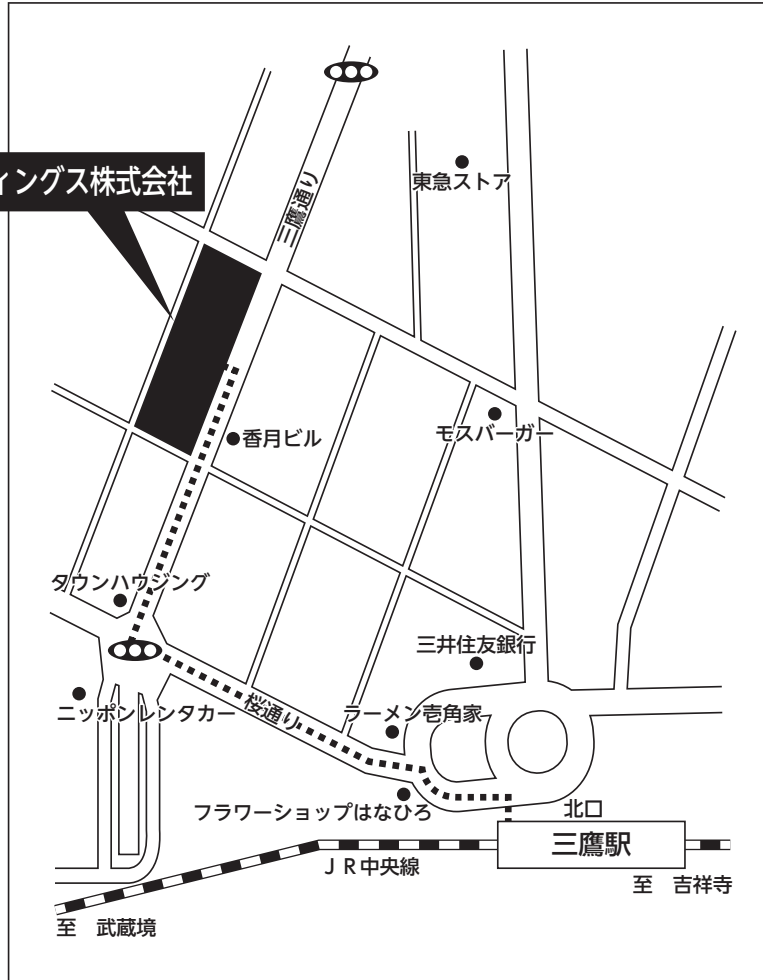 東急ストア
ィングス株式会社
三鷹通り
モスバーガー
香月ビル
タウンハウジング
三井住友銀行
ニッポンレンタカー
桜通り
ラーメン壱角家
フラワーショップはなひろ
北口
三鷹駅
JR中央線
至 吉祥寺
至 武蔵境